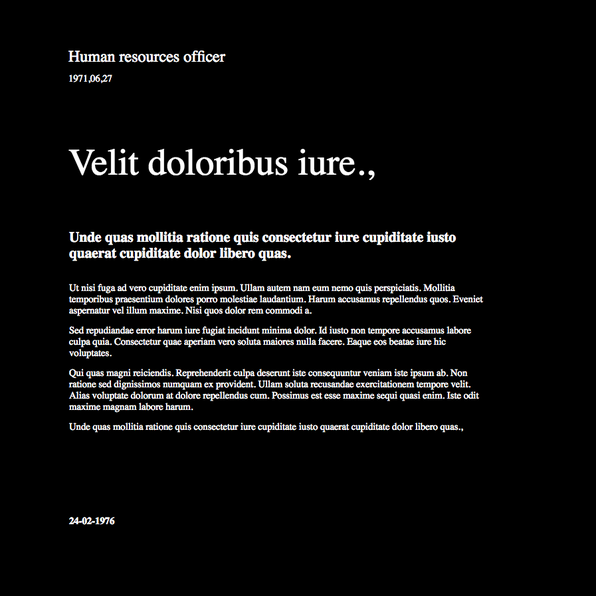 Human resources officer
1971,06,27
Velit doloribus iure.,
Unde quas mollitia ratione quis consectetur iure cupiditate iusto
quaerat cupiditate dolor libero quas.
Ut nisi fuga ad vero cupiditate enim ipsum. Ullam autem nam eum nemo quis perspiciatis. Mollitia
temporibus praesentium dolores porro molestiae laudantium. Harum accusamus repellendus quos. Eveniet
aspernatur vel illum maxime. Nisi quos dolor rem commodi a.
Sed repudiandae error harum iure fugiat incidunt minima dolor. Id iusto non tempore accusamus labore
culpa quia. Consectetur quae aperiam vero soluta maiores nulla facere. Eaque eos beatae iure hic
voluptates.
Qui quas magni reiciendis. Reprehenderit culpa deserunt iste consequuntur veniam iste ipsum ab. Non
ratione sed dignissimos numquam ex provident. Ullam soluta recusandae exercitationem tempore velit.
Alias voluptate dolorum at dolore repellendus cum. Possimus est esse maxime sequi quasi enim. Iste odit
maxime magnam labore harum.
Unde quas mollitia ratione quis consectetur iure cupiditate iusto quaerat cupiditate dolor libero quas.,
24-02-1976